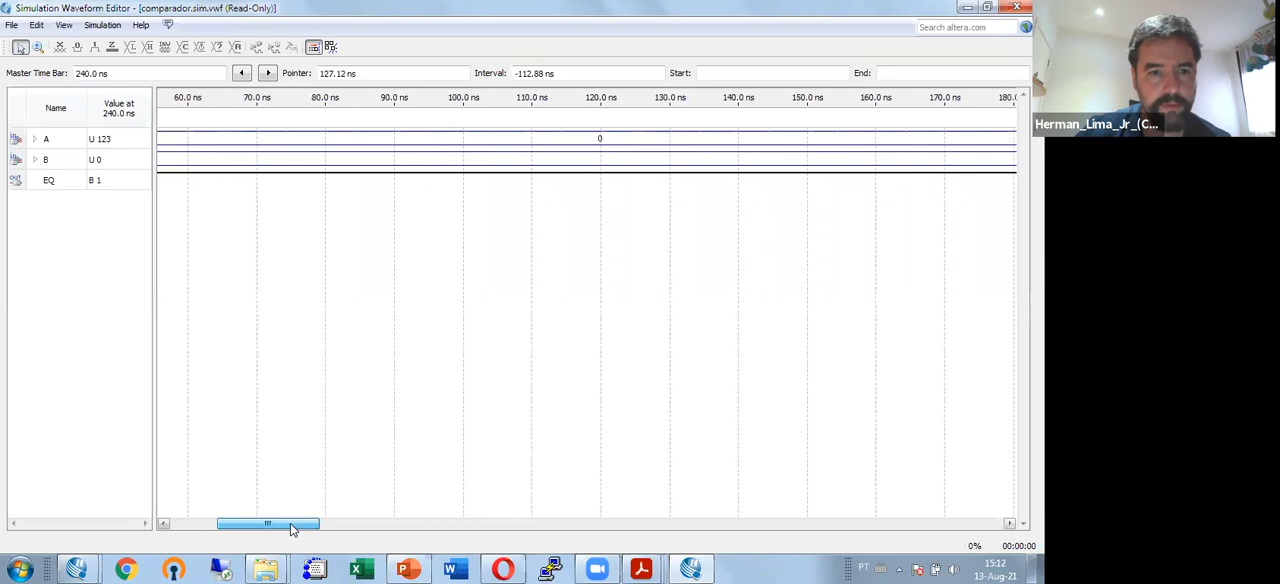 Simulation Waveform Editor - [comparador.sim.vwf (Read-Only)]
File Edit View Simulation Help
Search altera.com
Master Time Bar: 240.0 ns Pointer: 127.12 ns Interval: -112.88 ns Start: End:
Name Value at 240.0 ns
60.0 ns 70.0 ns 80.0 ns 90.0 ns 100.0 ns 110.0 ns 120.0 ns 130.0 ns 140.0 ns 150.0 ns 160.0 ns 170.0 ns 180.
A U 123 0
B U 0
EQ B 1
Herman_Lima_Jr_(C...
0% 00:00:00
PT 15:12
13-Aug-21